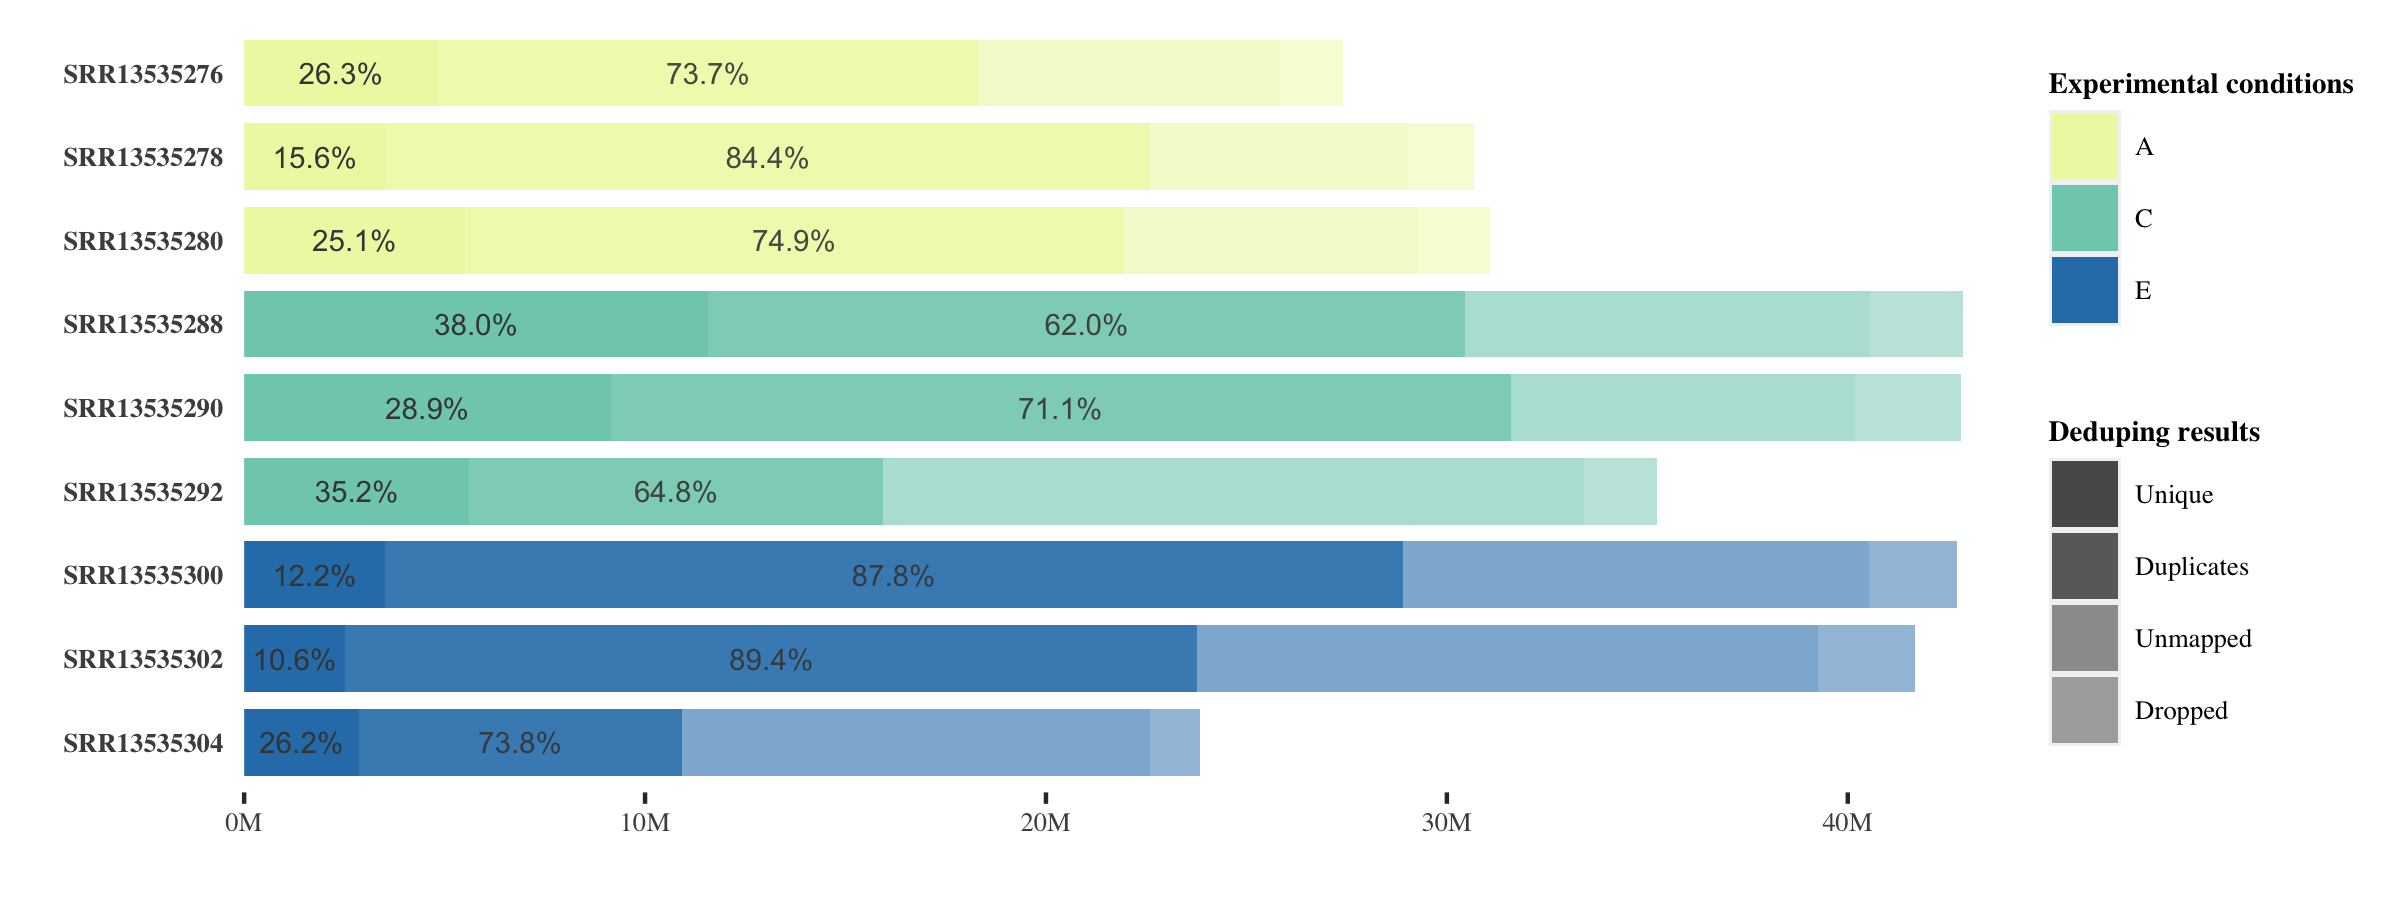 SRR13535276
26.3%
73.7%
SRR13535278
15.6%
84.4%
SRR13535280
25.1%
74.9%
SRR13535288
38.0%
62.0%
SRR13535290
28.9%
71.1%
SRR13535292
35.2%
64.8%
SRR13535300
12.2%
87.8%
SRR13535302
10.6%
89.4%
SRR13535304
26.2%
73.8%
0M
10M
20M
30M
40M
Experimental conditions
A
C
E
Deduping results
Unique
Duplicates
Unmapped
Dropped